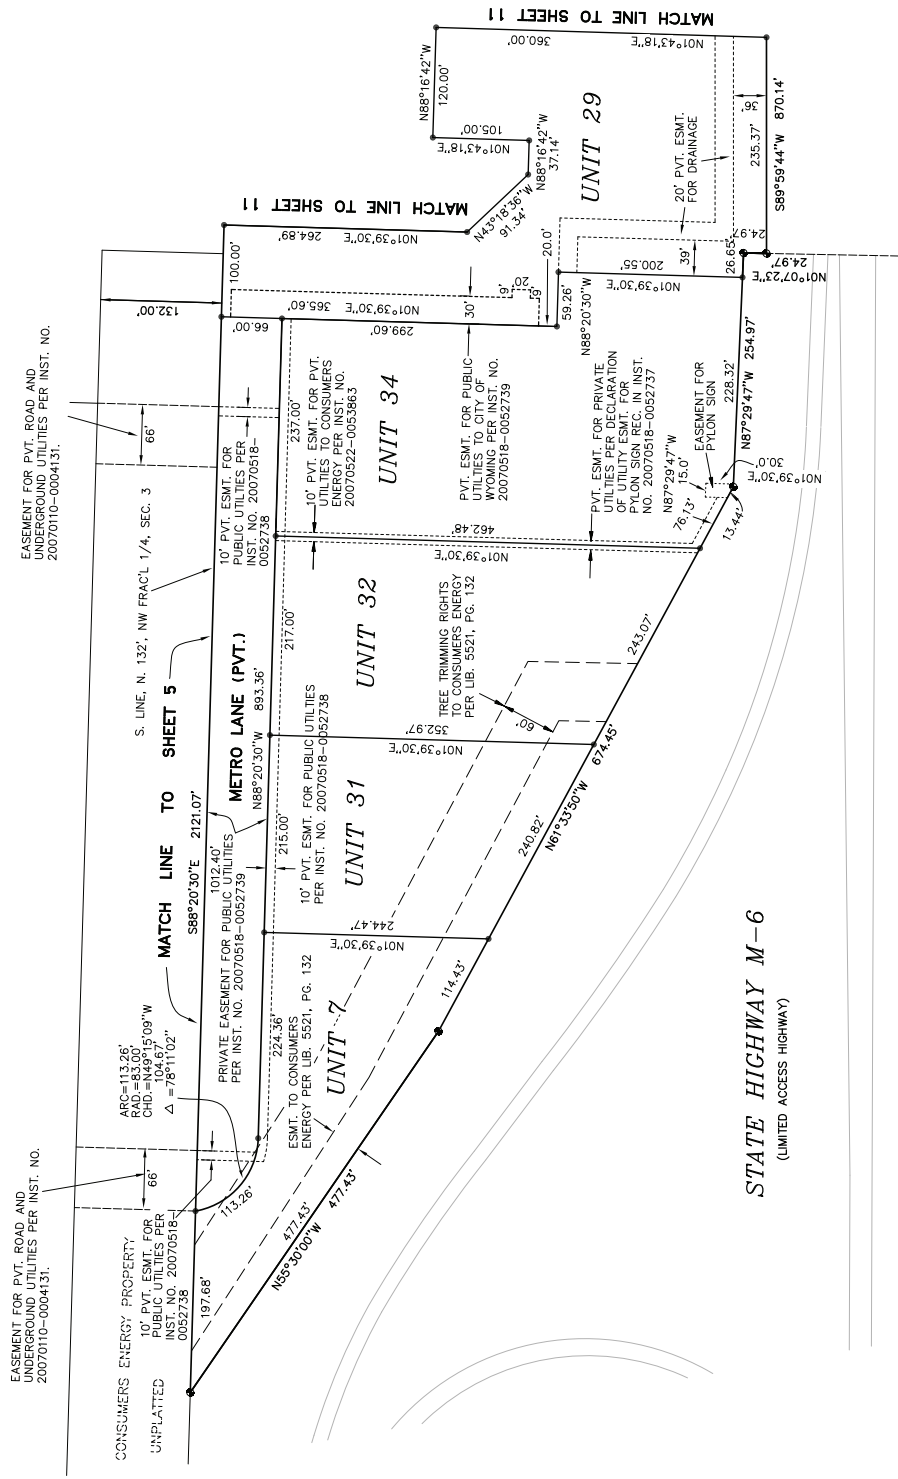 MATCH LINE TO SHEET 11
N01°43'18"E
360.00'
N88°16'42"W
120.00'
N01°43'18"E
105.00'
N88°16'42"W
37.14'
N43°18'36"W
91.34'
UNIT 29
20' PVT. ESMT.
FOR DRAINAGE
36'
235.37'
S89°59'44"W 870.14'
MATCH LINE TO SHEET 11
N01°39'30"E
264.89'
100.00'
132.00'
66.00'
N01°39'30"E
365.60'
299.60'
30'
20'
6'
6'
20.0'
59.26'
N88°20'30"W
N01°39'30"E
200.55'
39'
26.65'
24.97'
24.97'
N01°07'23"E
EASEMENT FOR PVT. ROAD AND
UNDERGROUND UTILITIES PER INST. NO.
20070110-0004131.
66'
S. LINE, N. 132', NW FRAC'L 1/4, SEC. 3
10' PVT. ESMT. FOR
PUBLIC UTILITIES PER
INST. NO. 20070518-
0052738
237.00'
10' PVT. ESMT. FOR PVT.
UTILITIES TO CONSUMERS
ENERGY PER INST. NO.
20070522-0053863
UNIT 34
PVT. ESMT. FOR PUBLIC
UTILITIES TO CITY OF
WYOMING PER INST. NO.
20070518-0052739
PVT. ESMT. FOR PRIVATE
UTILITIES PER DECLARATION
OF UTILITY ESMT. FOR
PYLON SIGN REC. IN INST.
NO. 20070518-0052737
N87°29'47"W
15.0'
EASEMENT FOR
PYLON SIGN
228.32'
N87°29'47"W 254.97'
30.0'
N01°39'30"E
76.13'
13.44'
462.48'
N01°39'30"E
MATCH LINE TO SHEET 5
METRO LANE (PVT.)
N88°20'30"W 893.36'
217.00'
UNIT 32
TREE TRIMMING RIGHTS
TO CONSUMERS ENERGY
PER LIB. 5521, PG. 132
60'
243.07'
352.97'
N01°39'30"E
674.45'
N61°33'50"W
S88°20'30"E 2121.07'
1012.40'
PRIVATE EASEMENT FOR PUBLIC UTILITIES
PER INST. NO. 20070518-0052739
215.00'
10' PVT. ESMT. FOR PUBLIC UTILITIES
PER INST. NO. 20070518-0052738
UNIT 31
240.82'
244.47'
N01°39'30"E
114.43'
ARC=113.26'
RAD.=83.00'
CHD.=N49°15'09"W
104.67'
Δ =78°11'02"
224.36'
ESMT. TO CONSUMERS
ENERGY PER LIB. 5521, PG. 132
UNIT 7
113.26'
477.43'
477.43'
N55°30'00"W
EASEMENT FOR PVT. ROAD AND
UNDERGROUND UTILITIES PER INST. NO.
20070110-0004131.
66'
CONSUMERS ENERGY PROPERTY
UNPLATTED
10' PVT. ESMT. FOR
PUBLIC UTILITIES PER
INST. NO. 20070518-
0052738
197.68'
STATE HIGHWAY M-6
(LIMITED ACCESS HIGHWAY)